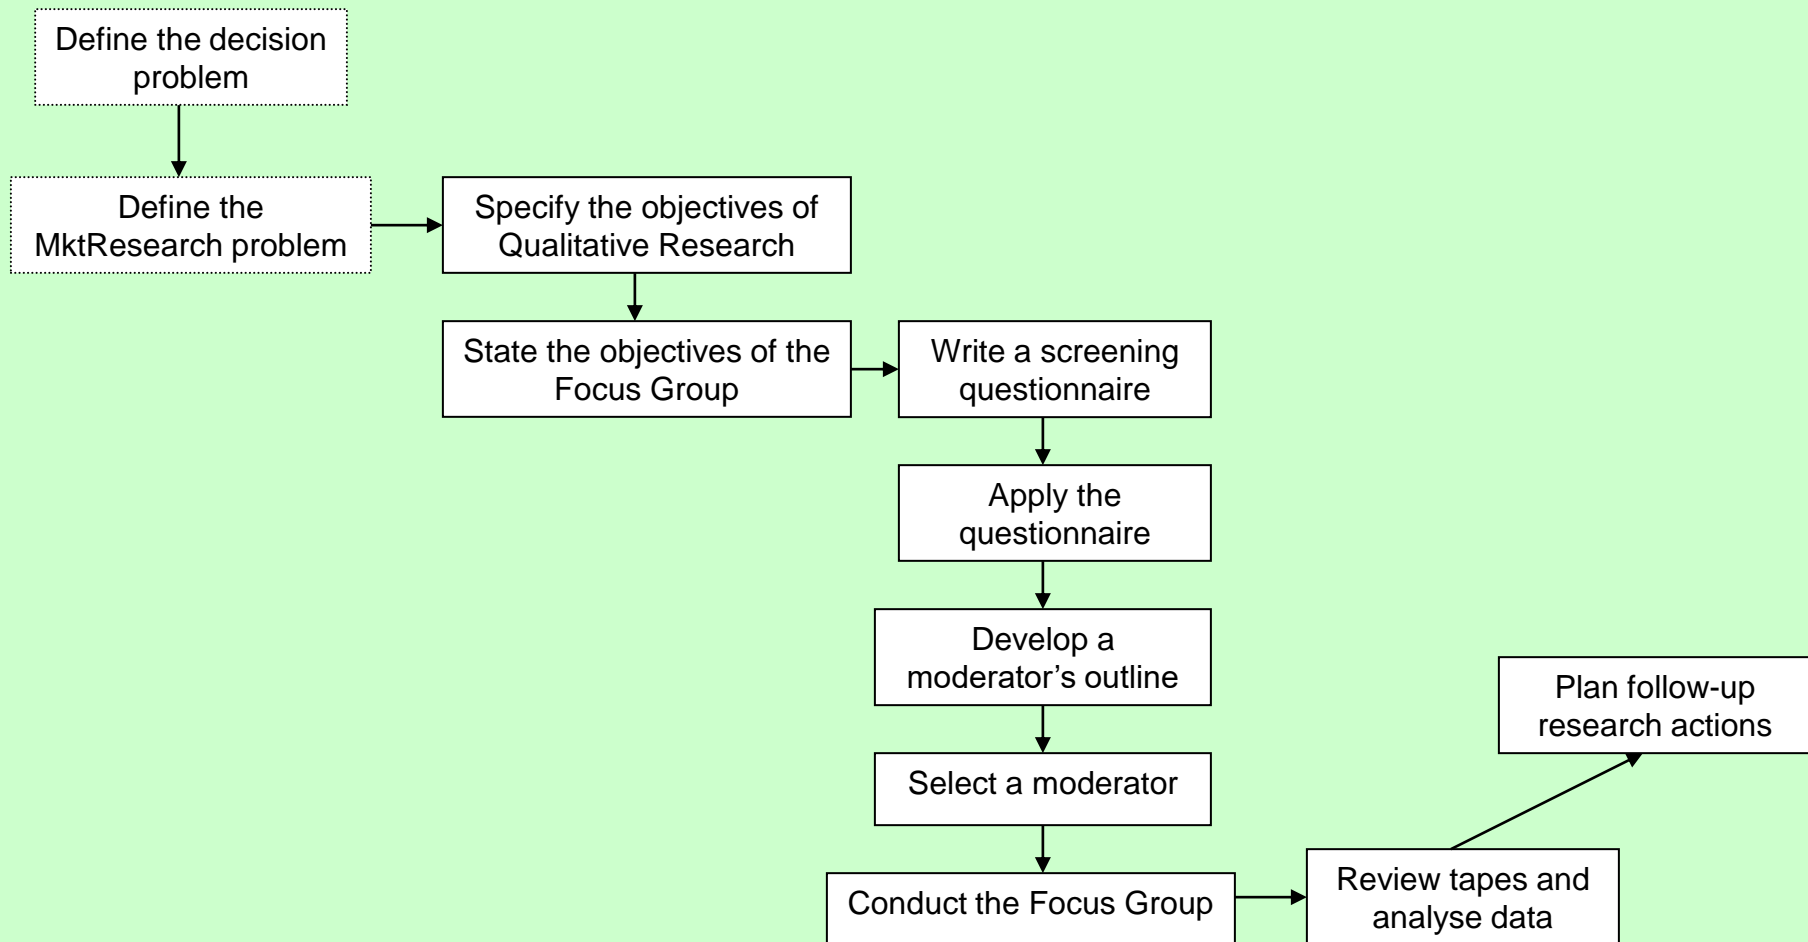 Define the decision
problem
Define the
MktResearch problem
Specify the objectives of
Qualitative Research
State the objectives of the
Focus Group
Write a screening
questionnaire
Apply the
questionnaire
Develop a
moderator’s outline
Select a moderator
Conduct the Focus Group
Review tapes and
analyse data
Plan follow-up
research actions